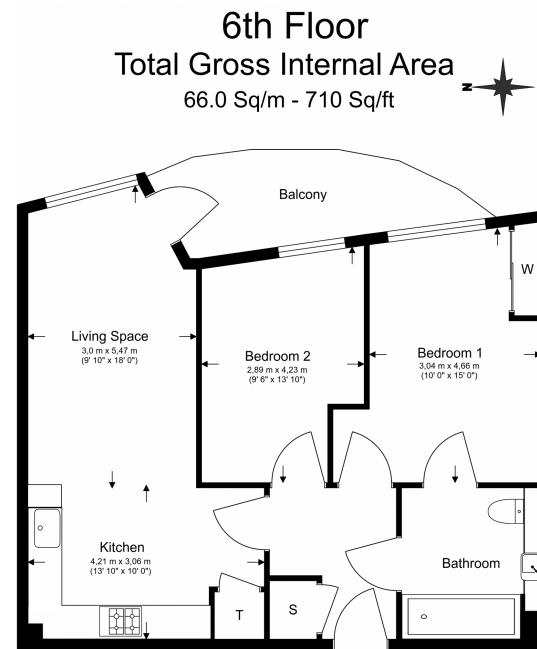 6th Floor
Total Gross Internal Area
66.0 Sq/m - 710 Sq/ft
N
Balcony
W
Living Space
3,0 m x 5,47 m
(9' 10" x 18' 0")
Bedroom 2
2,89 m x 4,23 m
(9' 6" x 13' 10")
Bedroom 1
3,04 m x 4,66 m
(10' 0" x 15' 0")
Kitchen
4,21 m x 3,06 m
(13' 10" x 10' 0")
Bathroom
T
S